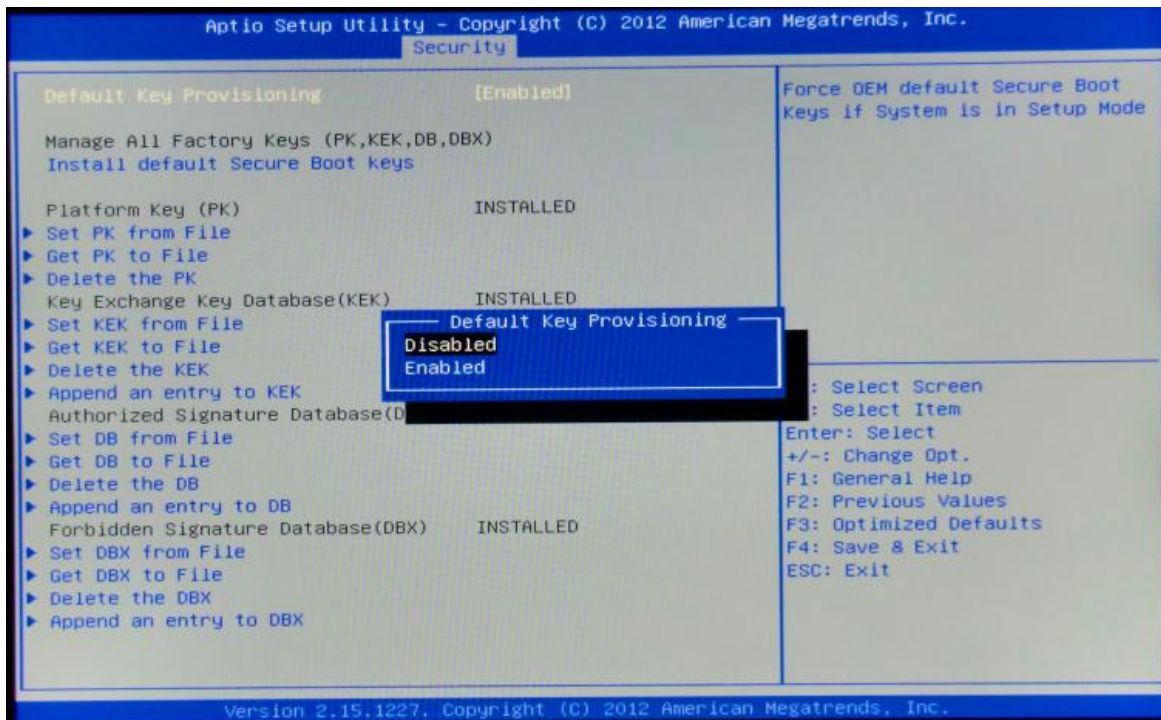 Aptio Setup Utility – Copyright (C) 2012 American Megatrends, Inc.
Security
Default Key Provisioning [Enabled]
Manage All Factory Keys (PK,KEK,DB,DBX)
Install default Secure Boot keys
Platform Key (PK) INSTALLED
Set PK from File
Get PK to File
Delete the PK
Key Exchange Key Database(KEK) INSTALLED
Set KEK from File
Get KEK to File
Delete the KEK
Append an entry to KEK
Authorized Signature Database(D
Set DB from File
Get DB to File
Delete the DB
Append an entry to DB
Forbidden Signature Database(DBX) INSTALLED
Set DBX from File
Get DBX to File
Delete the DBX
Append an entry to DBX
Default Key Provisioning
Disabled
Enabled
Force OEM default Secure Boot
Keys if System is in Setup Mode
: Select Screen
: Select Item
Enter: Select
+/-: Change Opt.
F1: General Help
F2: Previous Values
F3: Optimized Defaults
F4: Save & Exit
ESC: Exit
Version 2.15.1227. Copyright (C) 2012 American Megatrends, Inc.